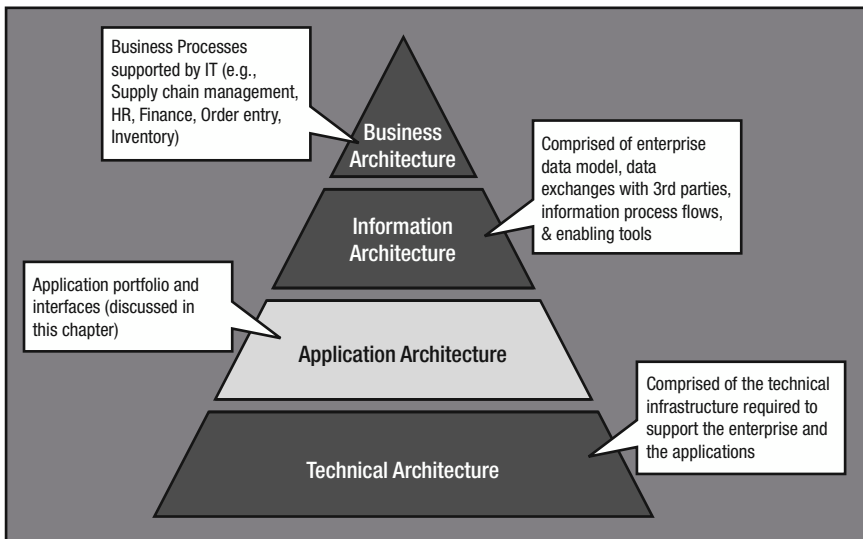 Business Processes
supported by IT (e.g.,
Supply chain management,
HR, Finance, Order entry,
Inventory)
Business
Architecture
Comprised of enterprise
data model, data
exchanges with 3rd parties,
information process flows,
& enabling tools
Information
Architecture
Application portfolio and
interfaces (discussed in
this chapter)
Application Architecture
Comprised of the technical
infrastructure required to
support the enterprise and
the applications
Technical Architecture